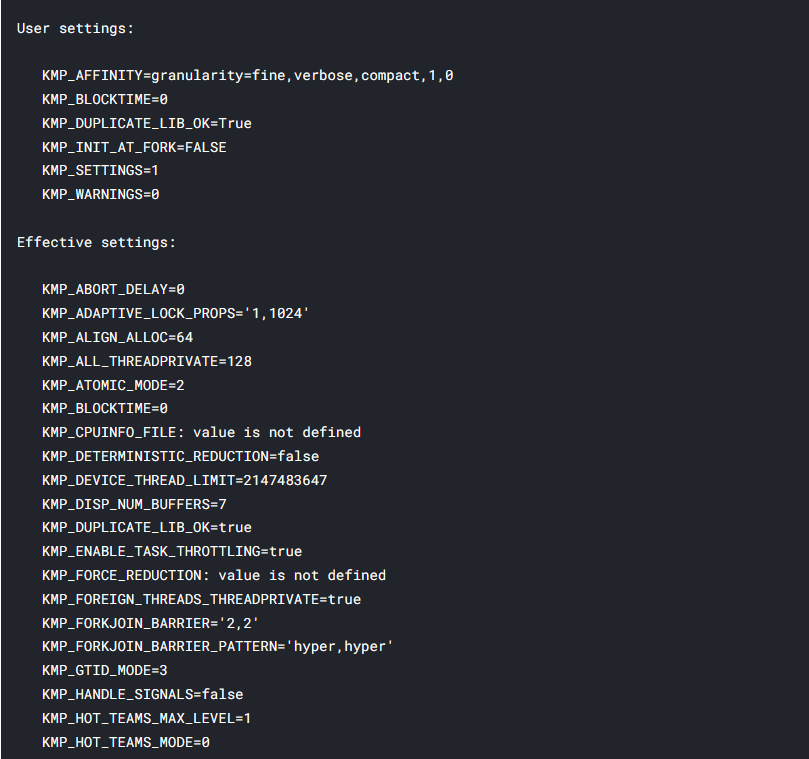 User settings:
KMP_AFFINITY=granularity=fine,verbose,compact,1,0
KMP_BLOCKTIME=0
KMP_DUPLICATE_LIB_OK=True
KMP_INIT_AT_FORK=FALSE
KMP_SETTINGS=1
KMP_WARNINGS=0
Effective settings:
KMP_ABORT_DELAY=0
KMP_ADAPTIVE_LOCK_PROPS='1,1024'
KMP_ALIGN_ALLOC=64
KMP_ALL_THREADPRIVATE=128
KMP_ATOMIC_MODE=2
KMP_BLOCKTIME=0
KMP_CPUINFO_FILE: value is not defined
KMP_DETERMINISTIC_REDUCTION=false
KMP_DEVICE_THREAD_LIMIT=2147483647
KMP_DISP_NUM_BUFFERS=7
KMP_DUPLICATE_LIB_OK=true
KMP_ENABLE_TASK_THROTTLING=true
KMP_FORCE_REDUCTION: value is not defined
KMP_FOREIGN_THREADS_THREADPRIVATE=true
KMP_FORKJOIN_BARRIER='2,2'
KMP_FORKJOIN_BARRIER_PATTERN='hyper,hyper'
KMP_GTID_MODE=3
KMP_HANDLE_SIGNALS=false
KMP_HOT_TEAMS_MAX_LEVEL=1
KMP_HOT_TEAMS_MODE=0